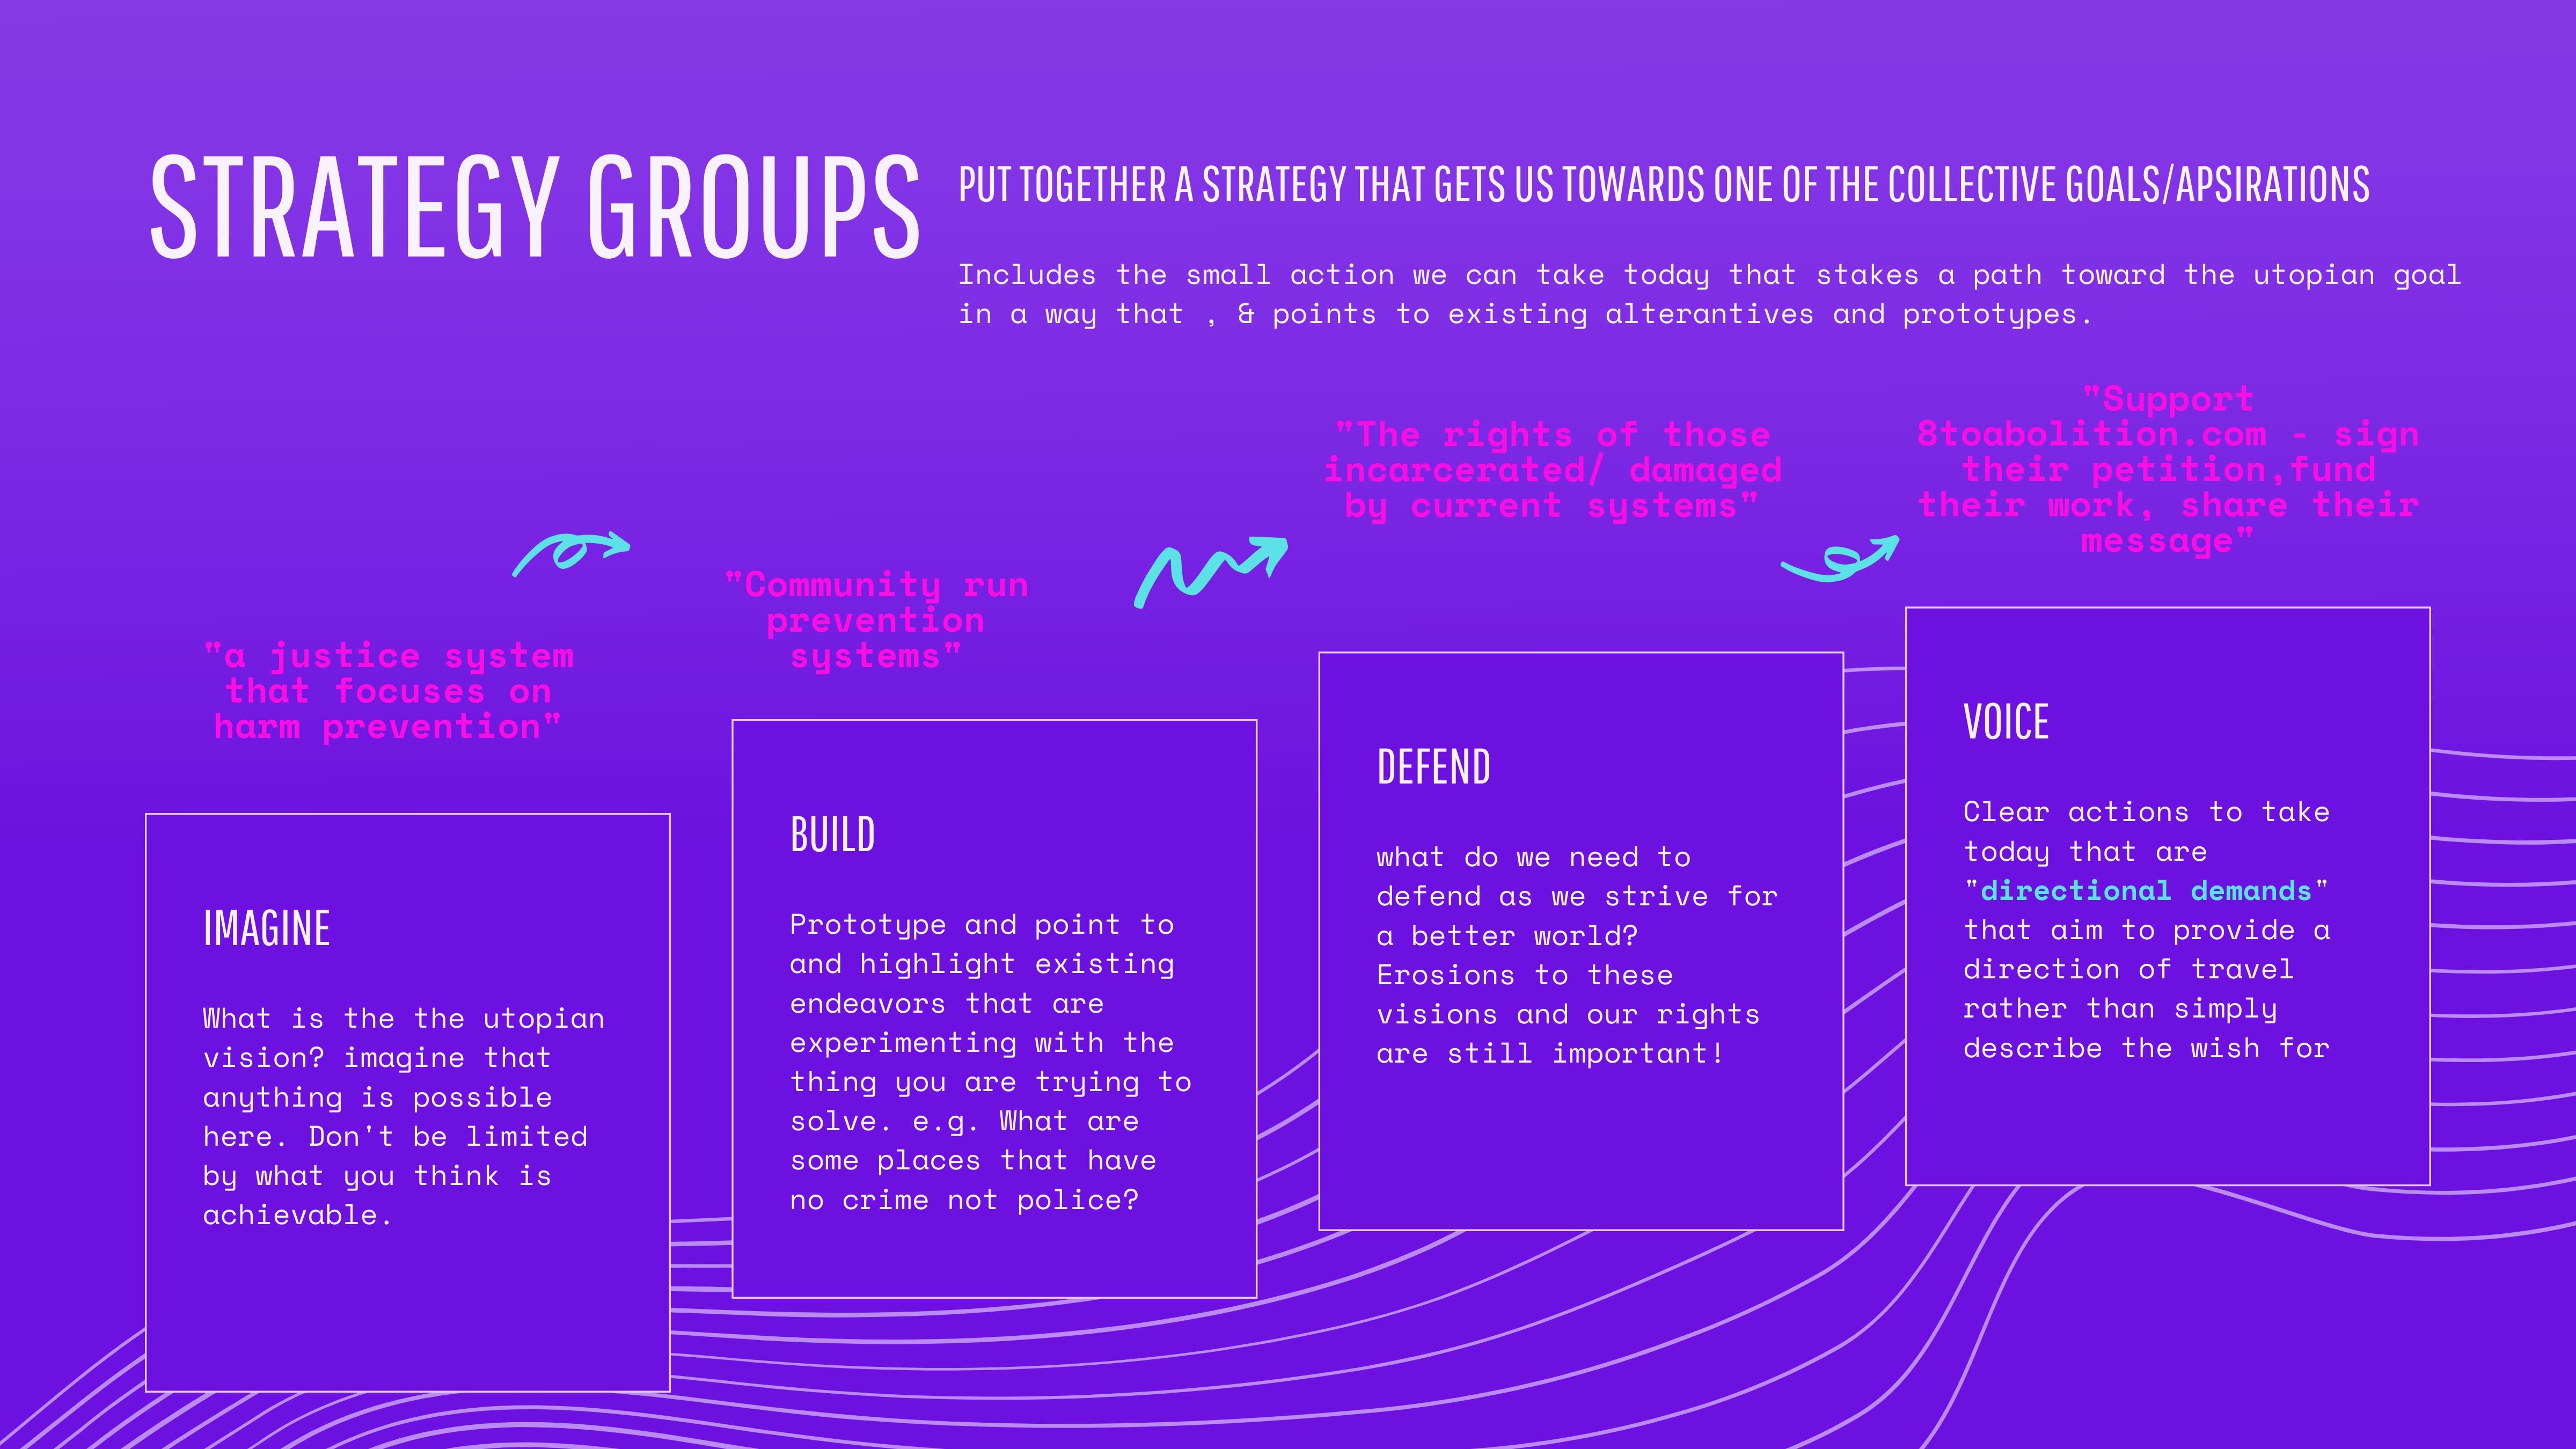 STRATEGY GROUPS
PUT TOGETHER A STRATEGY THAT GETS US TOWARDS ONE OF THE COLLECTIVE GOALS/APSIRATIONS
Includes the small action we can take today that stakes a path toward the utopian goal
in a way that , & points to existing alterantives and prototypes.
"a justice system
that focuses on
harm prevention"
IMAGINE
What is the the utopian
vision? imagine that
anything is possible
here. Don't be limited
by what you think is
achievable.
"Community run
prevention
systems"
BUILD
Prototype and point to
and highlight existing
endeavors that are
experimenting with the
thing you are trying to
solve. e.g. What are
some places that have
no crime not police?
"The rights of those
incarcerated/ damaged
by current systems"
DEFEND
what do we need to
defend as we strive for
a better world?
Erosions to these
visions and our rights
are still important!
"Support
8toabolition.com - sign
their petition,fund
their work, share their
message"
VOICE
Clear actions to take
today that are
"directional demands"
that aim to provide a
direction of travel
rather than simply
describe the wish for